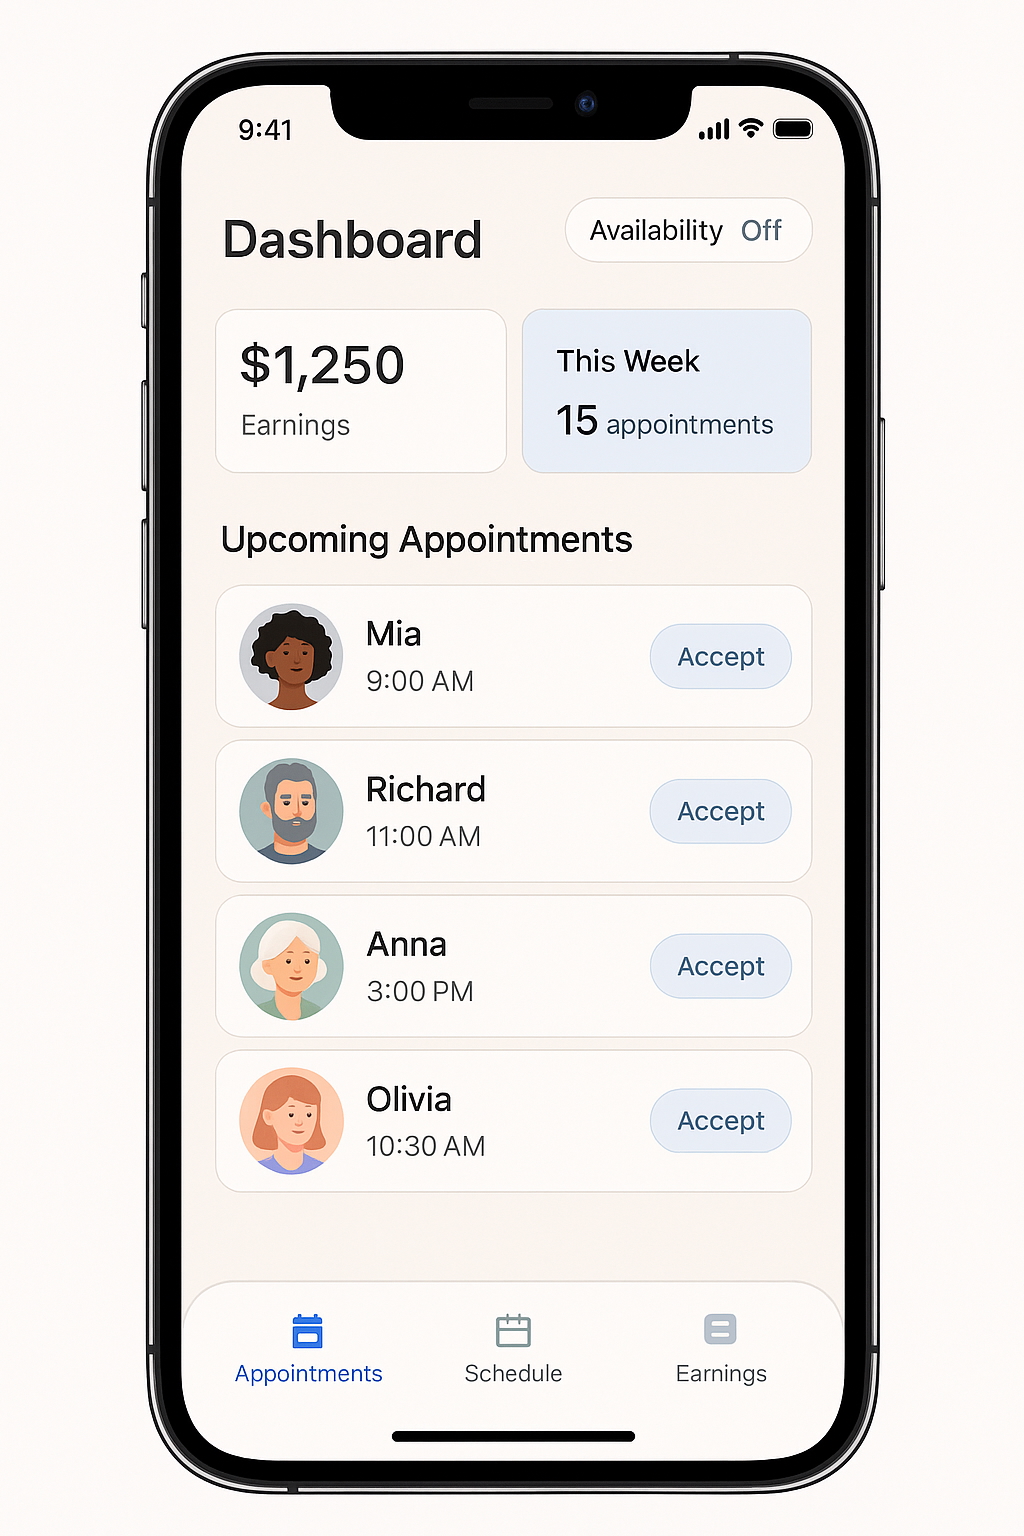 9:41
Dashboard
Availability Off
$1,250
Earnings
This Week
15 appointments
Upcoming Appointments
Mia
9:00 AM
Accept
Richard
11:00 AM
Accept
Anna
3:00 PM
Accept
Olivia
10:30 AM
Accept
Appointments
Schedule
Earnings